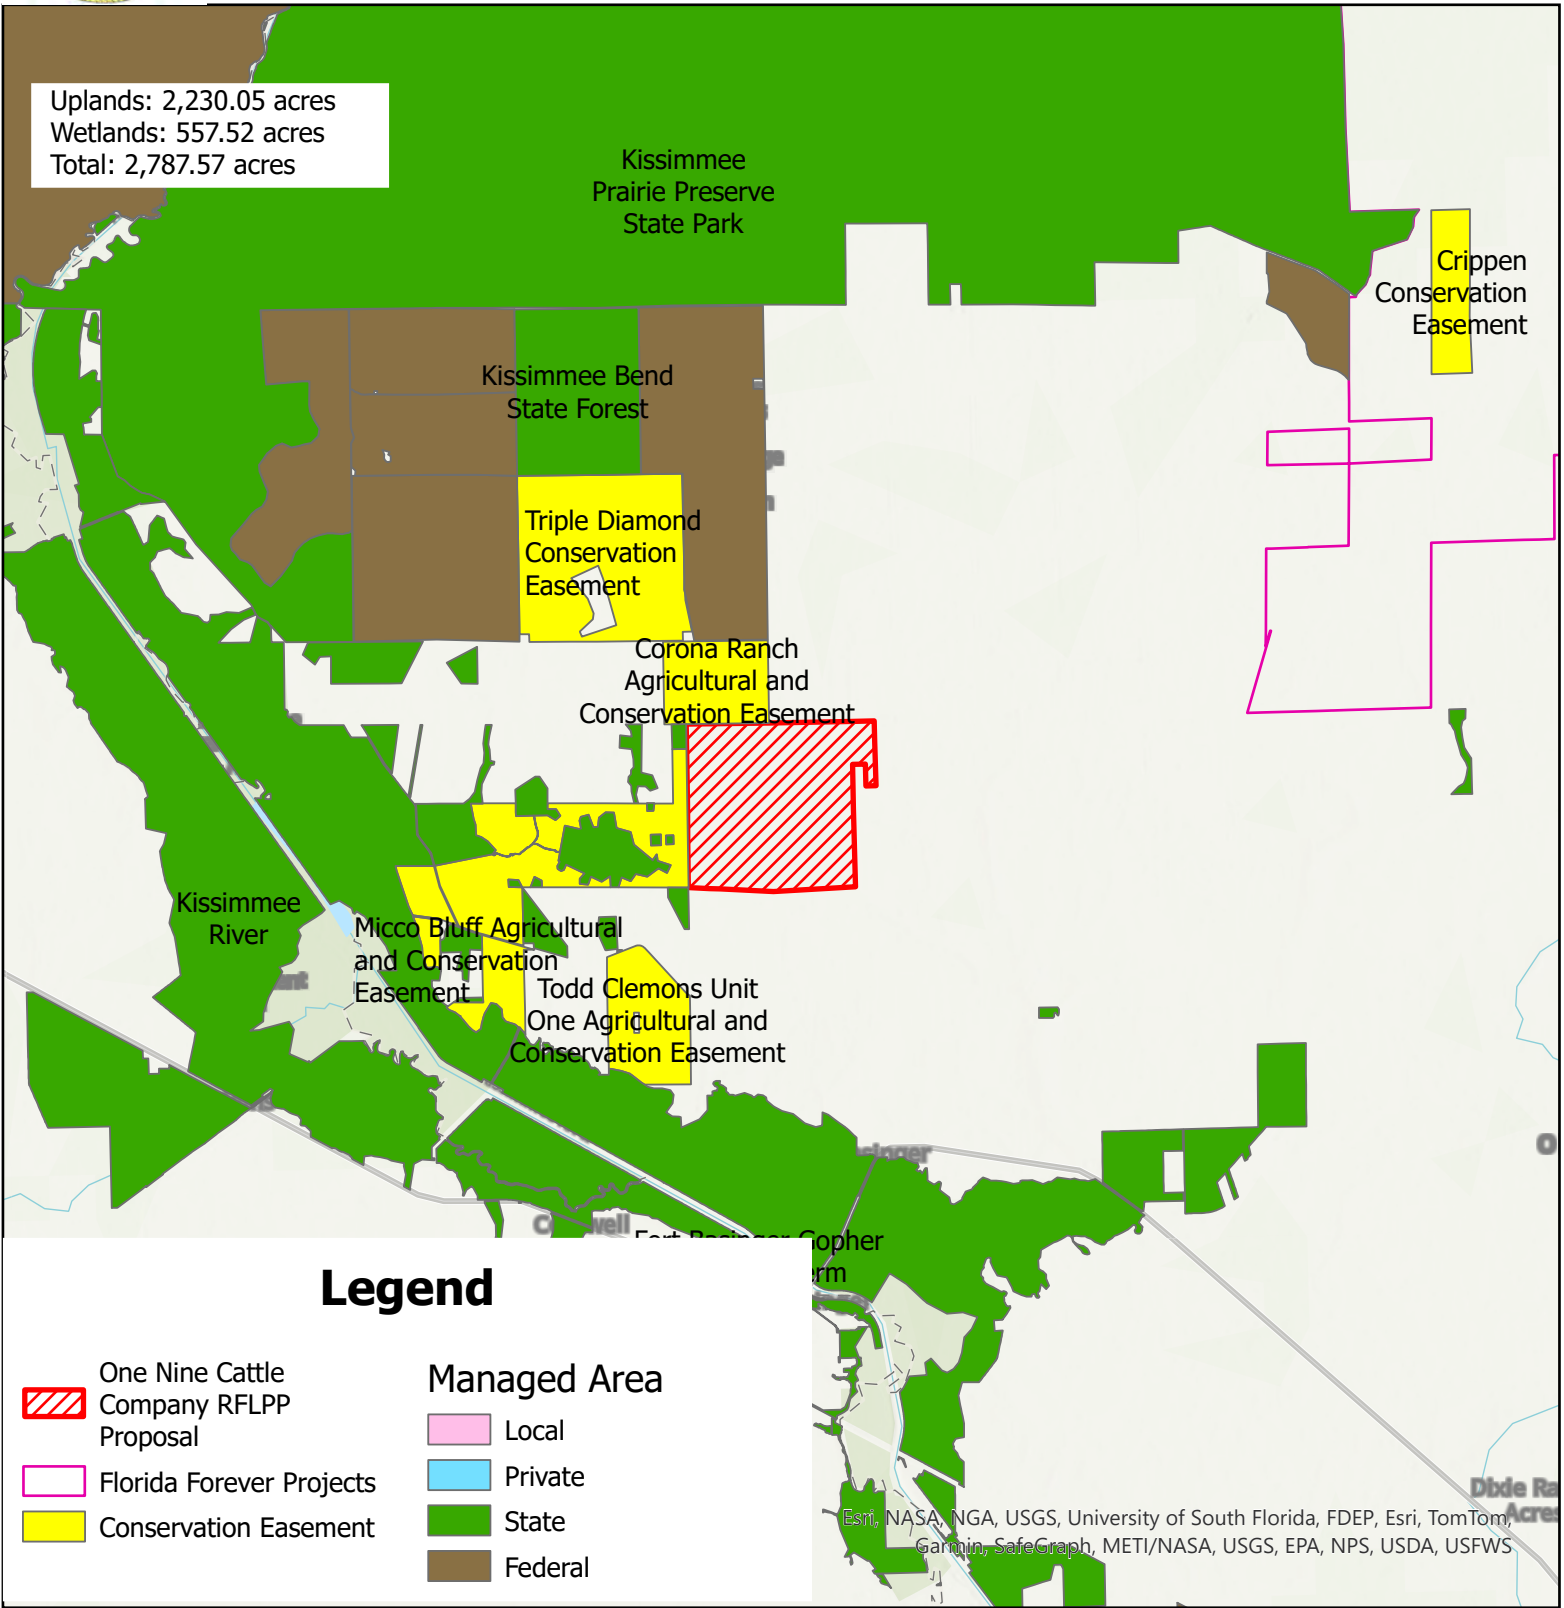 Uplands: 2,230.05 acres
Wetlands: 557.52 acres
Total: 2,787.57 acres
Kissimmee
Prairie Preserve
State Park
Crippen
Conservation
Easement
Kissimmee Bend
State Forest
Triple Diamond
Conservation
Easement
Corona Ranch
Agricultural and
Conservation Easement
Kissimmee
River
Micco Bluff Agricultural
and Conservation
Easement
Todd Clemons Unit
One Agricultural and
Conservation Easement
Gopher
Legend
One Nine Cattle
Company RFLPP
Proposal
Florida Forever Projects
Conservation Easement
Managed Area
Local
Private
State
Federal
Dixie
Esri, NASA, NGA, USGS, University of South Florida, FDEP, Esri, TomTom,
Garmin, SafeGraph, METI/NASA, USGS, EPA, NPS, USDA, USFWS